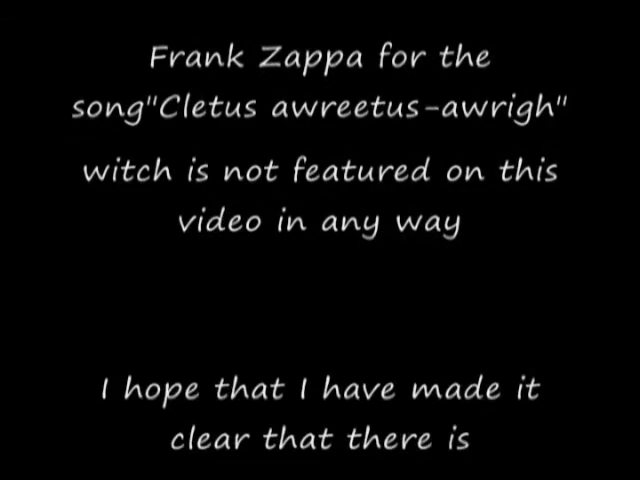 Frank Zappa for the
song"Cletus awreetus-awrigh"
witch is not featured on this
video in any way
I hope that I have made it
clear that there is